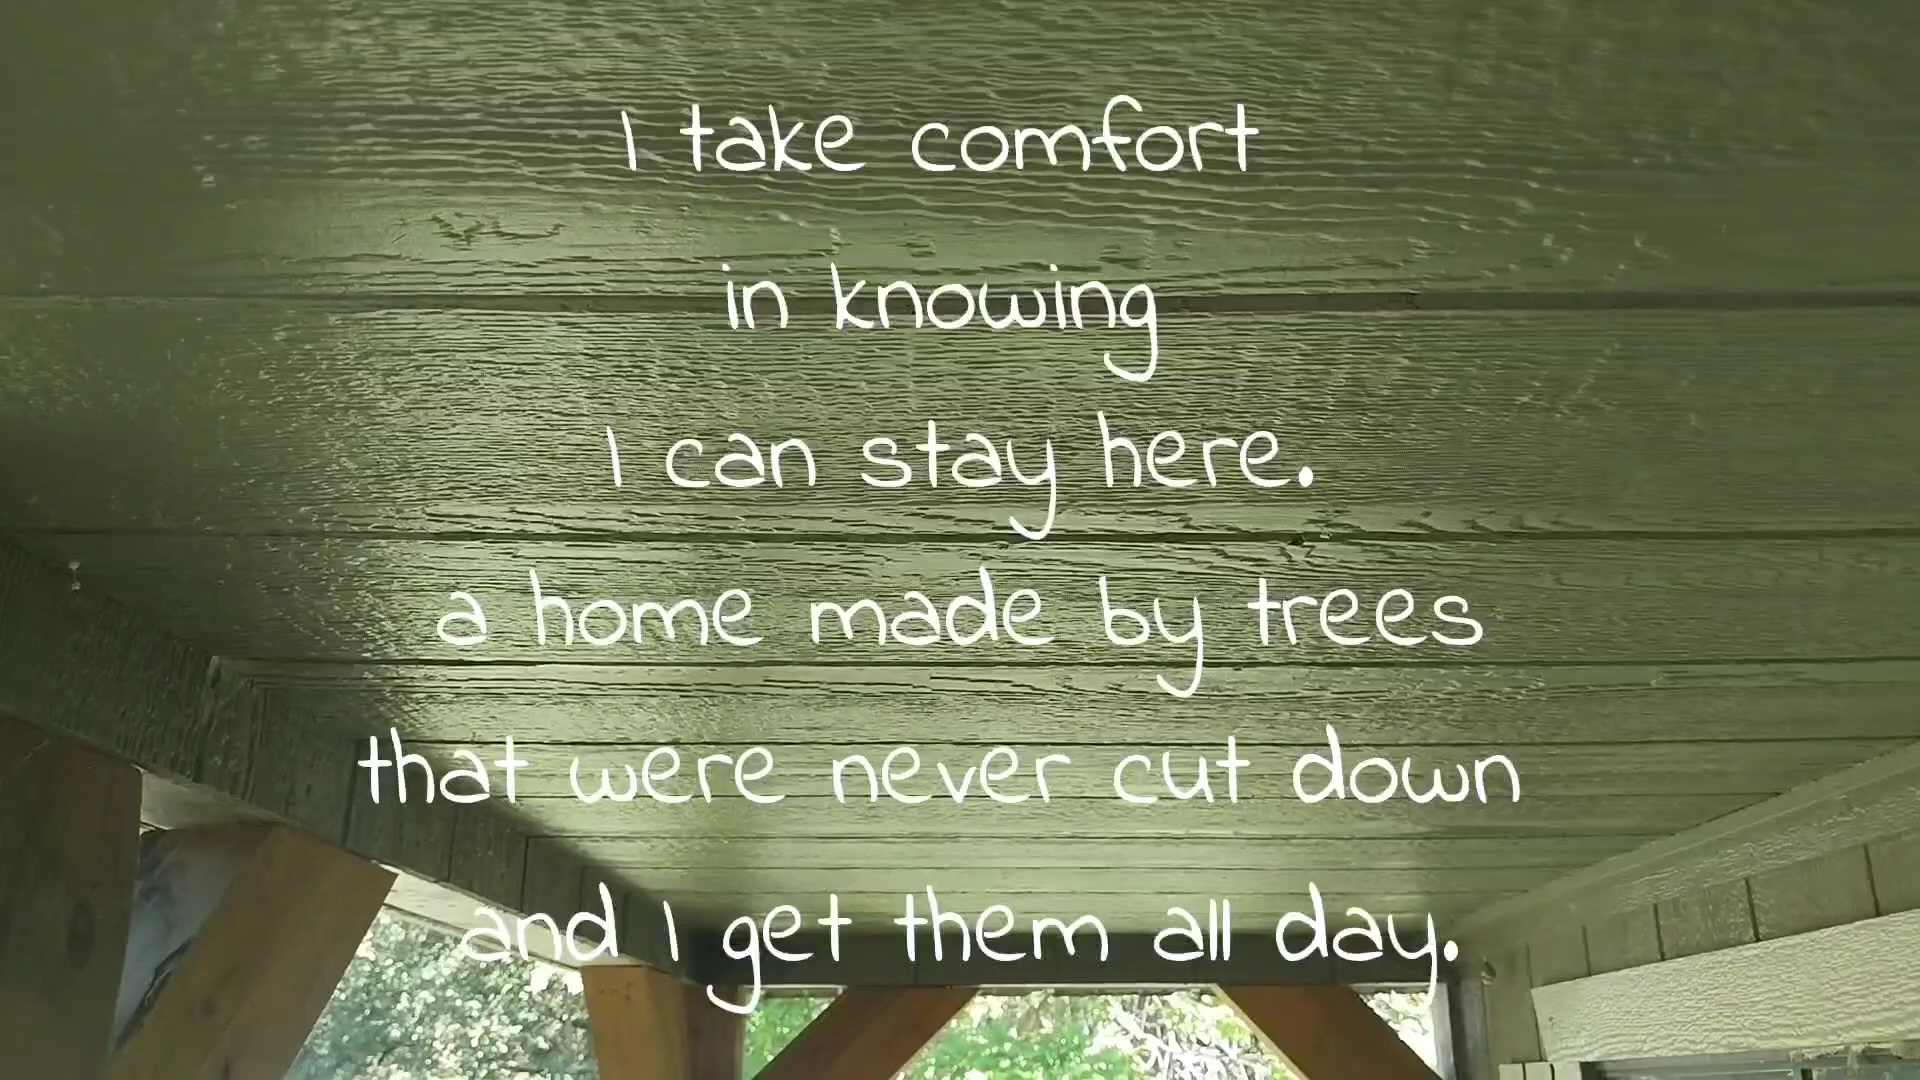 I take comfort
in knowing
I can stay here.
a home made by trees
that were never cut down
and I get them all day.